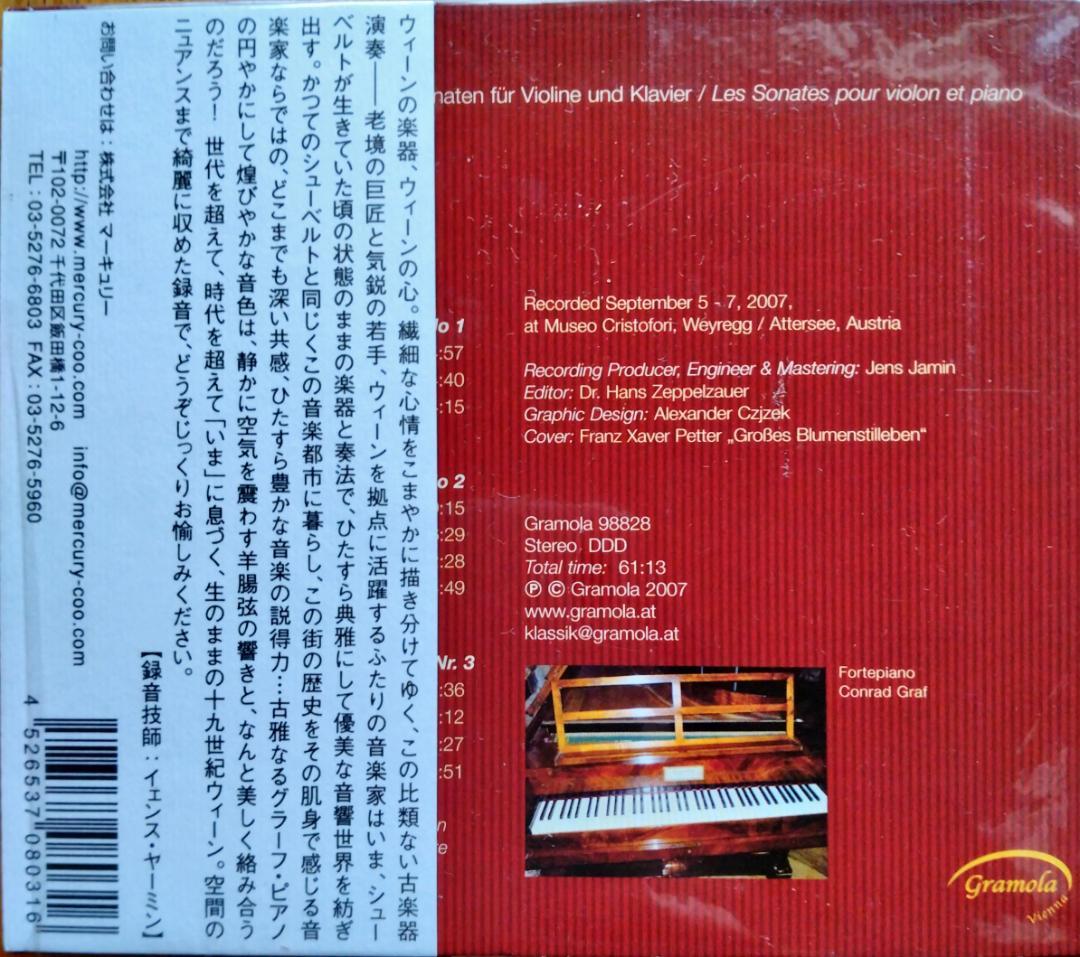 ウィーンの楽器、ウィーンの心。繊細な心情をこまやかに描き分けてゆく、この比類ない古楽器
演奏――老境の巨匠と気鋭の若手、ウィーンを拠点に活躍するふたりの音楽家はいま、シュー
ベルトが生きていた頃の状態のままの楽器と奏法で、ひたすら典雅にして優美な音響世界を紡ぎ
出す。かつてのシューベルトと同じくこの音楽都市に暮らし、この街の歴史をその肌身で感じる音
楽家ならではの、どこまでも深い共感、ひたすら豊かな音楽の説得力…古雅なるグラーフ・ピアノ
の円やかにして煌びやかな音色は、静かに空気を震わす羊腸弦の響きと、なんと美しく絡み合う
のだろう! 世代を超えて、時代を超えて「いま」に息づく、生のままの十九世紀ウィーン。空間の
ニュアンスまで綺麗に収めた録音で、どうぞじっくりお愉しみください。
【録音技師：イェンス・ヤーミン】
お問い合わせは：株式会社 マーキュリー
http://www.mercury-coo.com info@mercury-coo.com
〒102-0072 千代田区飯田橋1-12-6
TEL：03-5276-6803 FAX：03-5276-5960
4 526537 080316
naten für Violine und Klavier / Les Sonates pour violon et piano
o 1
:57
:40
:15
o 2
:15
:29
:28
:49
Nr. 3
:36
:12
:27
:51
Recorded September 5 - 7, 2007,
at Museo Cristofori, Weyregg / Attersee, Austria
Recording Producer, Engineer & Mastering: Jens Jamin
Editor: Dr. Hans Zeppelzauer
Graphic Design: Alexander Czjzek
Cover: Franz Xaver Petter „Großes Blumenstilleben“
Gramola 98828
Stereo DDD
Total time: 61:13
Ⓟ © Gramola 2007
www.gramola.at
klassik@gramola.at
Fortepiano
Conrad Graf
Gramola
Vienna